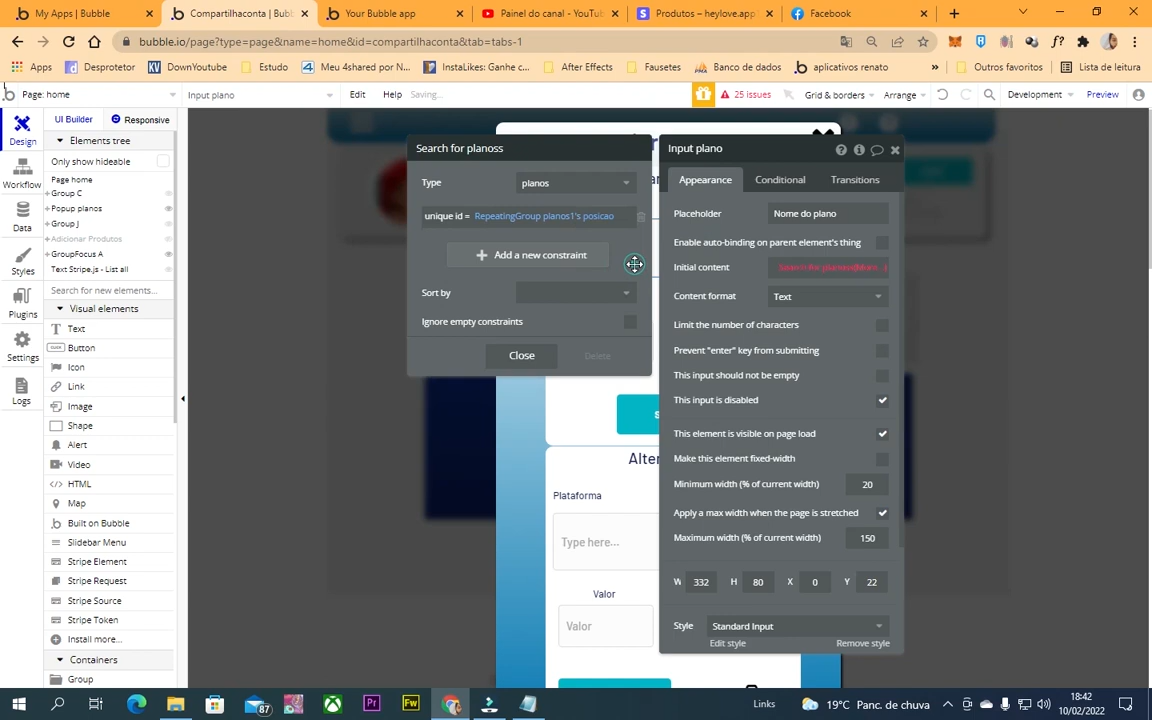 My Apps | Bubble
Compartilhaconta | Bubb
Your Bubble app
Painel do canal - YouTub
Produtos – heylove.app
Facebook
bubble.io/page?type=page&name=home&id=compartilhaconta&tab=tabs-1
Apps
Desprotetor
DownYoutube
Estudo
Meu 4shared por N...
InstaLikes: Ganhe c...
After Effects
Fausetes
Banco de dados
aplicativos renato
Outros favoritos
Lista de leitura
Page: home
Input plano
Edit
Help
Saving...
25 issues
Grid & borders
Arrange
Development
Preview
Design
Workflow
Data
Styles
Plugins
Settings
Logs
UI Builder
Responsive
Elements tree
Only show hideable
Page home
Group C
Popup planos
Group J
Adicionar Produtos
GroupFocus A
Text Stripe.js - List all
Search for new elements...
Visual elements
Text
Button
Icon
Link
Image
Shape
Alert
Video
HTML
Map
Built on Bubble
Slidebar Menu
Stripe Element
Stripe Request
Stripe Source
Stripe Token
Install more...
Containers
Group
Search for planoss
Type
planos
unique id = RepeatingGroup planos1's posicao
Add a new constraint
Sort by
Ignore empty constraints
Close
Delete
Alter
Plataforma
Type here...
Valor
Valor
Input plano
Appearance
Conditional
Transitions
Placeholder
Nome do plano
Enable auto-binding on parent element's thing
Initial content
Content format
Text
Limit the number of characters
Prevent "enter" key from submitting
This input should not be empty
This input is disabled
This element is visible on page load
Make this element fixed-width
Minimum width (% of current width)
20
Apply a max width when the page is stretched
Maximum width (% of current width)
150
W 332 H 80 X 0 Y 22
Style
Standard Input
Edit style
Remove style
87
Links
19°C Panc. de chuva
18:42
10/02/2022